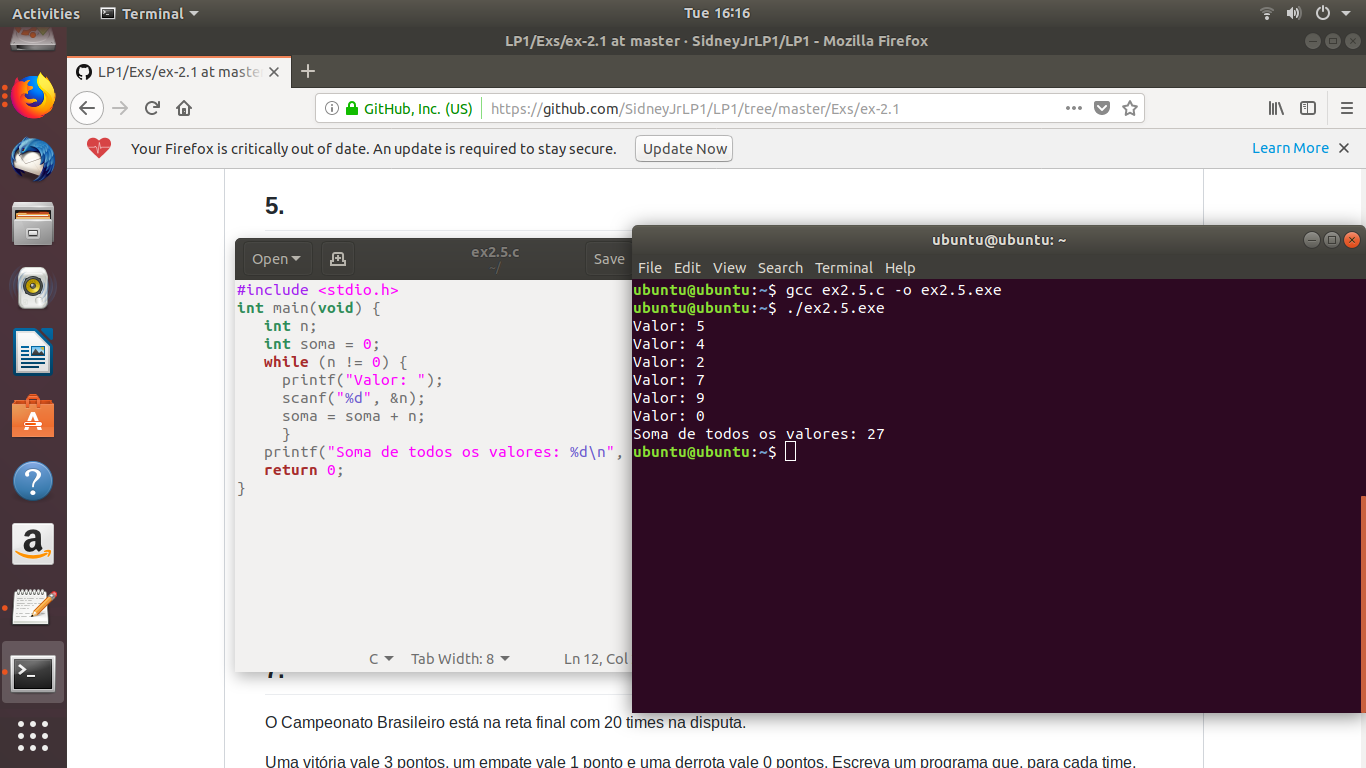 Activities Terminal Tue 16:16
LP1/Exs/ex-2.1 at master · SidneyJrLP1/LP1 - Mozilla Firefox
LP1/Exs/ex-2.1 at maste
GitHub, Inc. (US) https://github.com/SidneyJrLP1/LP1/tree/master/Exs/ex-2.1
Your Firefox is critically out of date. An update is required to stay secure. Update Now Learn More
5.
Open ex2.5.c Save
~/
#include <stdio.h>
int main(void) {
int n;
int soma = 0;
while (n != 0) {
printf("Valor: ");
scanf("%d", &n);
soma = soma + n;
}
printf("Soma de todos os valores: %d\n",
return 0;
}
C Tab Width: 8 Ln 12, Col
ubuntu@ubuntu: ~
File Edit View Search Terminal Help
ubuntu@ubuntu:~$ gcc ex2.5.c -o ex2.5.exe
ubuntu@ubuntu:~$ ./ex2.5.exe
Valor: 5
Valor: 4
Valor: 2
Valor: 7
Valor: 9
Valor: 0
Soma de todos os valores: 27
ubuntu@ubuntu:~$
7.
O Campeonato Brasileiro está na reta final com 20 times na disputa.
Uma vitória vale 3 pontos, um empate vale 1 ponto e uma derrota vale 0 pontos. Escreva um programa que, para cada time,